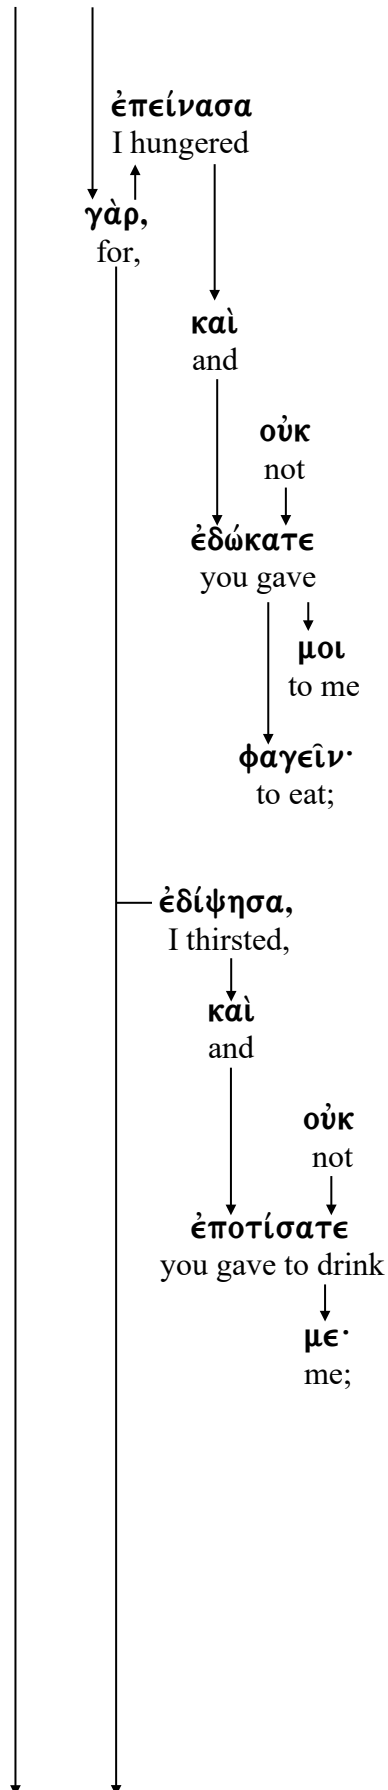 ἐπείνασα
I hungered
γὰρ,
for,
καὶ
and
οὐκ
not
ἐδώκατε
you gave
μοι
to me
φαγεῖν·
to eat;
ἐδίψησα,
I thirsted,
καὶ
and
οὐκ
not
ἐποτίσατε
you gave to drink
με·
me;